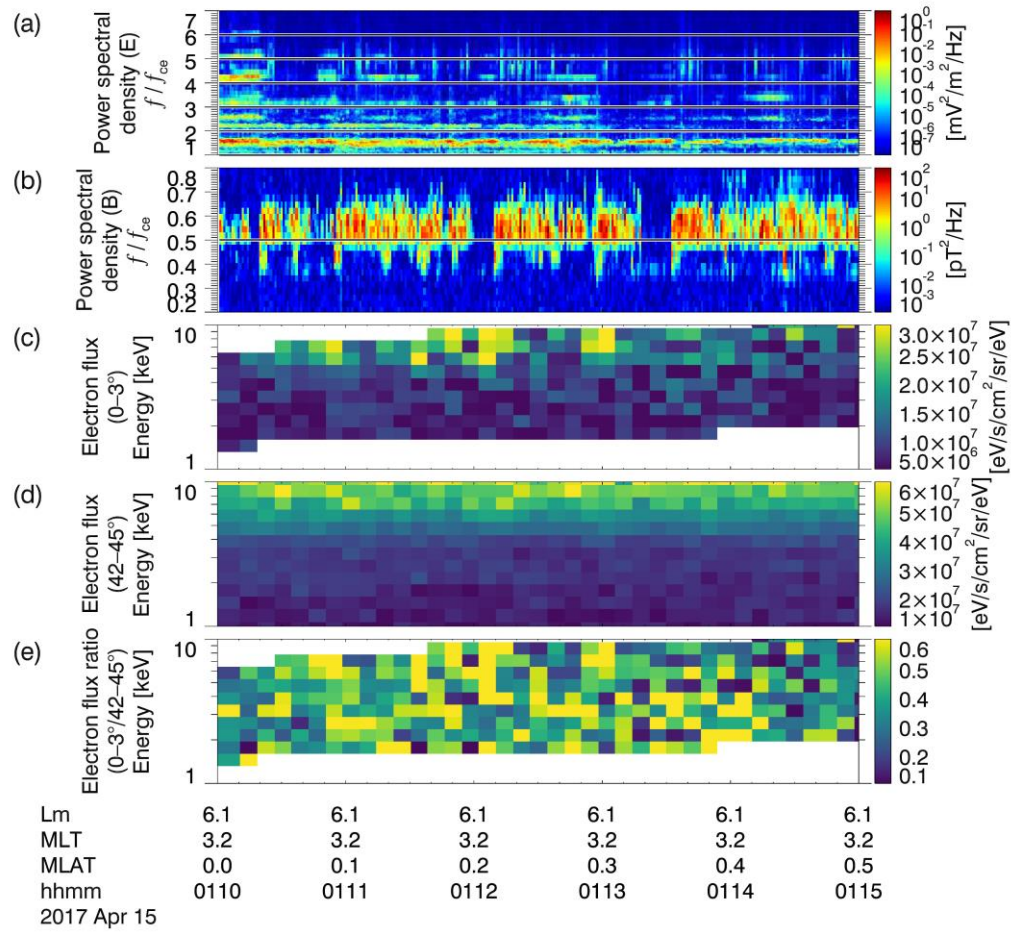 (a)
Power spectral
density (E)
f / fce
7
6
5
4
3
2
1
10^0
10^-1
10^-2
10^-3
10^-4
10^-5
10^-6
10^-7
10
[mV^2/m^2/Hz]
(b)
Power spectral
density (B)
f / fce
0.8
0.7
0.6
0.5
0.4
0.3
0.2
10^2
10^1
10^0
10^-1
10^-2
10^-3
[pT^2/Hz]
(c)
Electron flux
(0–3°)
Energy [keV]
10
1
3.0×10^7
2.5×10^7
2.0×10^7
1.5×10^7
1.0×10^7
5.0×10^6
[eV/s/cm^2/sr/eV]
(d)
Electron flux
(42–45°)
Energy [keV]
10
1
6×10^7
5×10^7
4×10^7
3×10^7
2×10^7
1×10^7
[eV/s/cm^2/sr/eV]
(e)
Electron flux ratio
(0–3°/42–45°)
Energy [keV]
10
1
0.6
0.5
0.4
0.3
0.2
0.1
Lm 6.1 6.1 6.1 6.1 6.1 6.1
MLT 3.2 3.2 3.2 3.2 3.2 3.2
MLAT 0.0 0.1 0.2 0.3 0.4 0.5
hhmm 0110 0111 0112 0113 0114 0115
2017 Apr 15